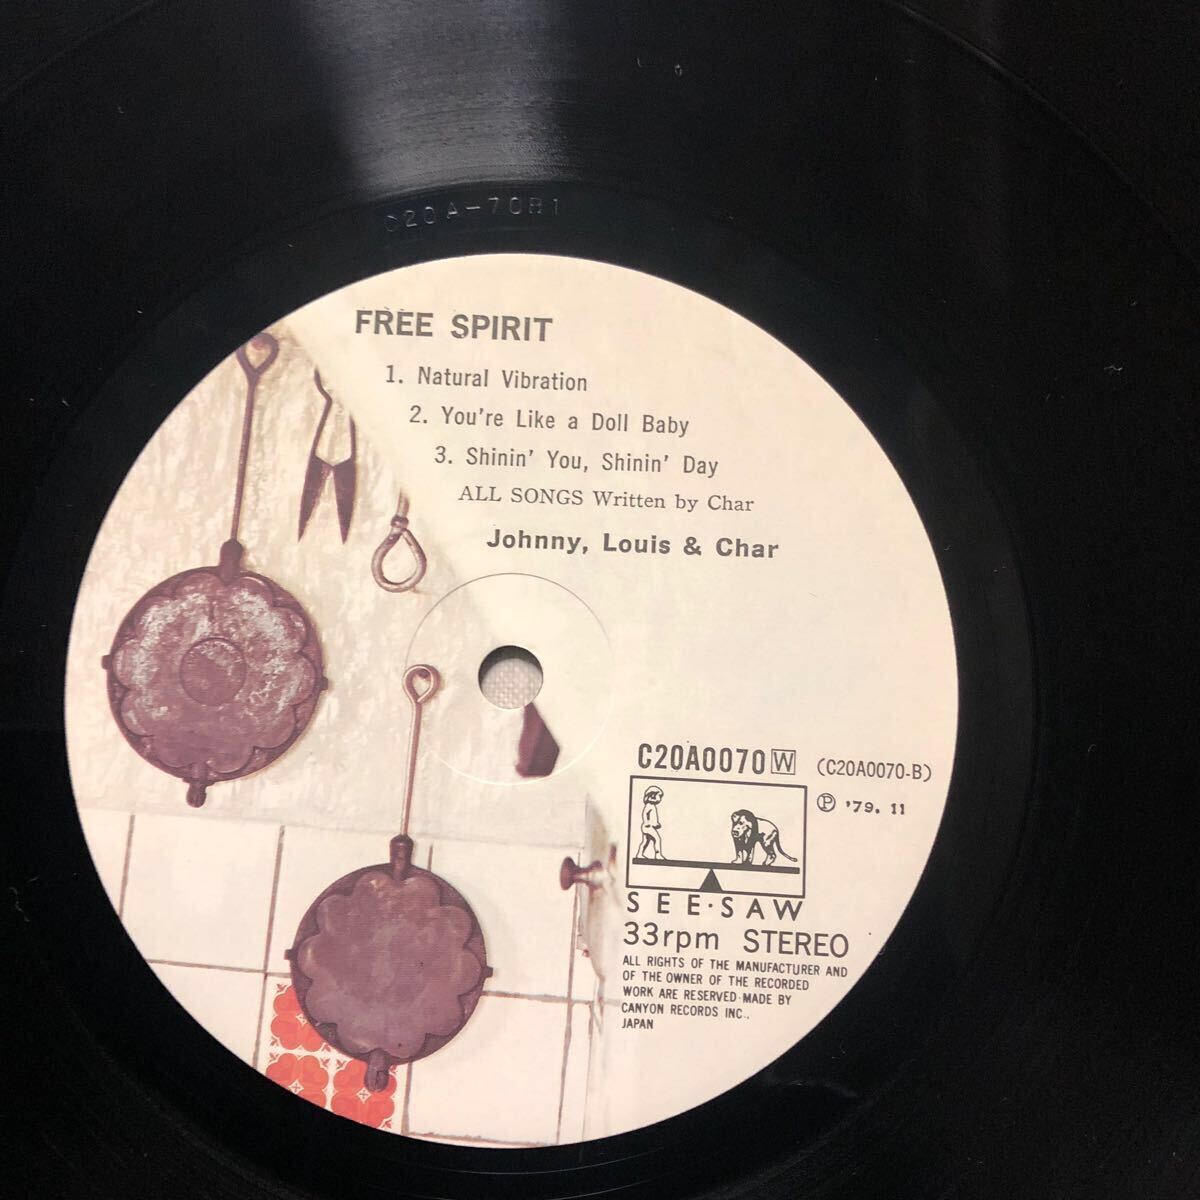 C20A-70B1
FREE SPIRIT
1. Natural Vibration
2. You're Like a Doll Baby
3. Shinin' You, Shinin' Day
ALL SONGS Written by Char
Johnny, Louis & Char
C20A0070 W (C20A0070-B)
Ⓟ '79. 11
SEE·SAW
33rpm STEREO
ALL RIGHTS OF THE MANUFACTURER AND
OF THE OWNER OF THE RECORDED
WORK ARE RESERVED·MADE BY
CANYON RECORDS INC.,
JAPAN